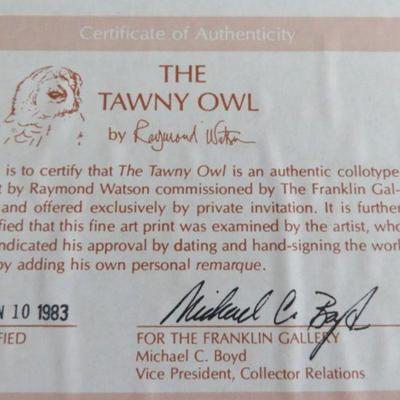 Certificate of Authenticity
THE
TAWNY OWL
by Raymond Watson
is to certify that The Tawny Owl is an authentic collotype
t by Raymond Watson commissioned by The Franklin Gal-
and offered exclusively by private invitation. It is further
fied that this fine art print was examined by the artist, who
ndicated his approval by dating and hand-signing the work
by adding his own personal remarque.
N 10 1983
Michael C. Boyd
FIED
FOR THE FRANKLIN GALLERY
Michael C. Boyd
Vice President, Collector Relations